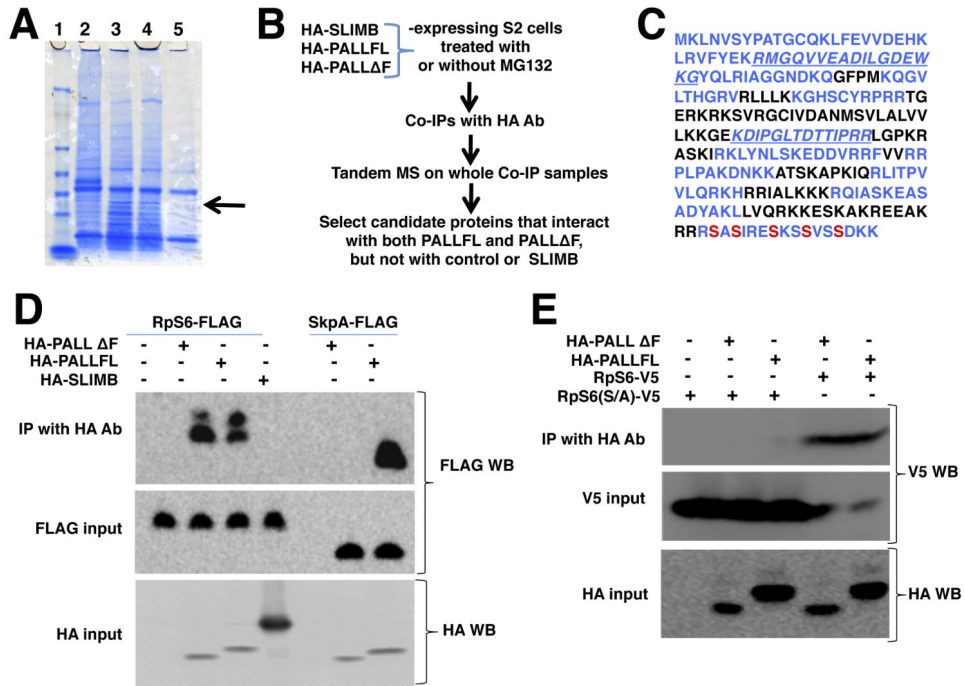 A
1 2 3 4 5
B
HA-SLIMB
HA-PALLFL
HA-PALLΔF
-expressing S2 cells
treated with
or without MG132
Co-IPs with HA Ab
Tandem MS on whole Co-IP samples
Select candidate proteins that interact
with both PALLFL and PALLΔF,
but not with control or SLIMB
C
MKLNVSYPATGCQKLFEVVDEHK
LRVFYEKRMGQVVEADILGDEW
KGYQLRIAGGNDKQGFPMKQGV
LTHGRVRLLLKKGHSCYRPRRTG
ERKRKSVRGCIVDANMSVLALVV
LKKGEKDIPGLTDTTIPRRLGPKR
ASKIRKLYNLSKEDDVRRFVVRR
PLPAKDNKKATSKAPKIQRLITPV
VLQRKHRRIALKKKRQIASKEAS
ADYAKLLVQRKKESKAKREEAK
RRRSASIRESKSSVSSDKK
D
RpS6-FLAG SkpA-FLAG
HA-PALL ΔF - + - - + -
HA-PALLFL - - + - - +
HA-SLIMB - - - + - -
IP with HA Ab
FLAG WB
FLAG input
HA input
HA WB
E
HA-PALL ΔF - + - + -
HA-PALLFL - - + - +
RpS6-V5 - - - + +
RpS6(S/A)-V5 + + + - -
IP with HA Ab
V5 WB
V5 input
HA input
HA WB